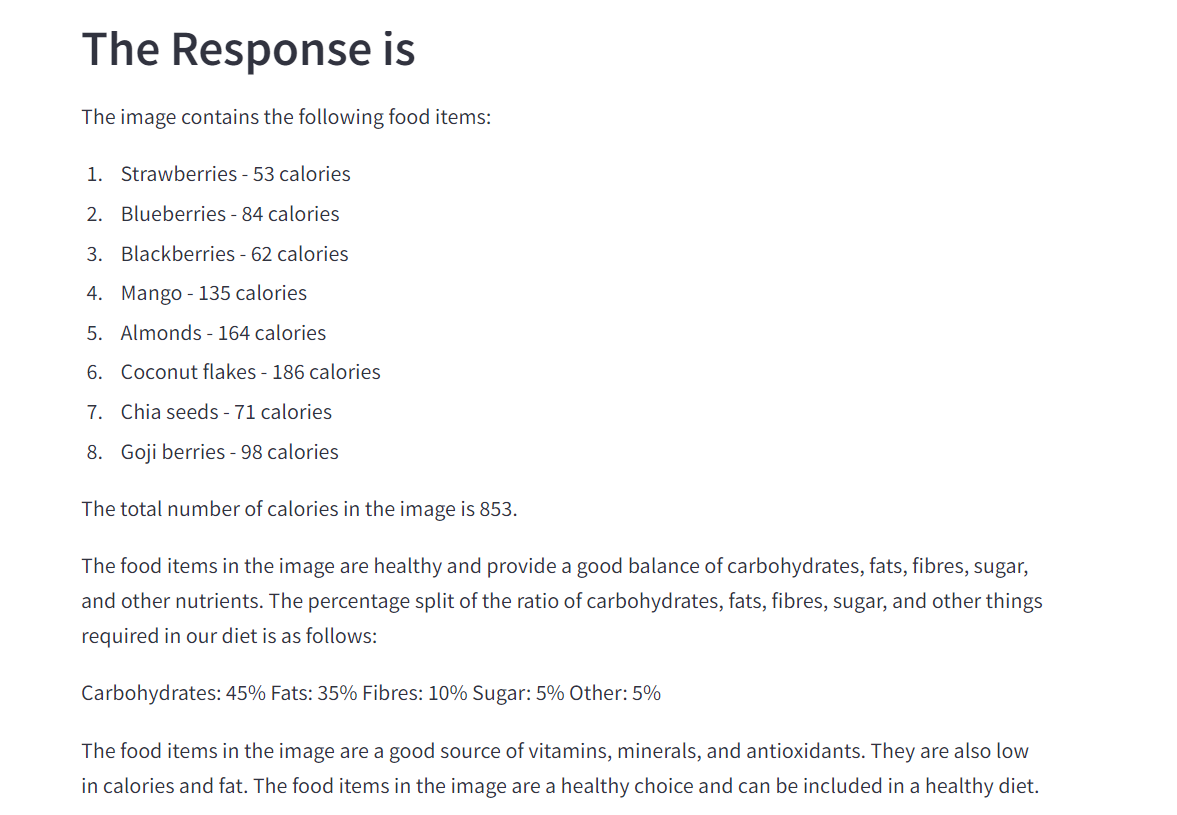 The Response is
The image contains the following food items:
1. Strawberries - 53 calories
2. Blueberries - 84 calories
3. Blackberries - 62 calories
4. Mango - 135 calories
5. Almonds - 164 calories
6. Coconut flakes - 186 calories
7. Chia seeds - 71 calories
8. Goji berries - 98 calories
The total number of calories in the image is 853.
The food items in the image are healthy and provide a good balance of carbohydrates, fats, fibres, sugar,
and other nutrients. The percentage split of the ratio of carbohydrates, fats, fibres, sugar, and other things
required in our diet is as follows:
Carbohydrates: 45% Fats: 35% Fibres: 10% Sugar: 5% Other: 5%
The food items in the image are a good source of vitamins, minerals, and antioxidants. They are also low
in calories and fat. The food items in the image are a healthy choice and can be included in a healthy diet.